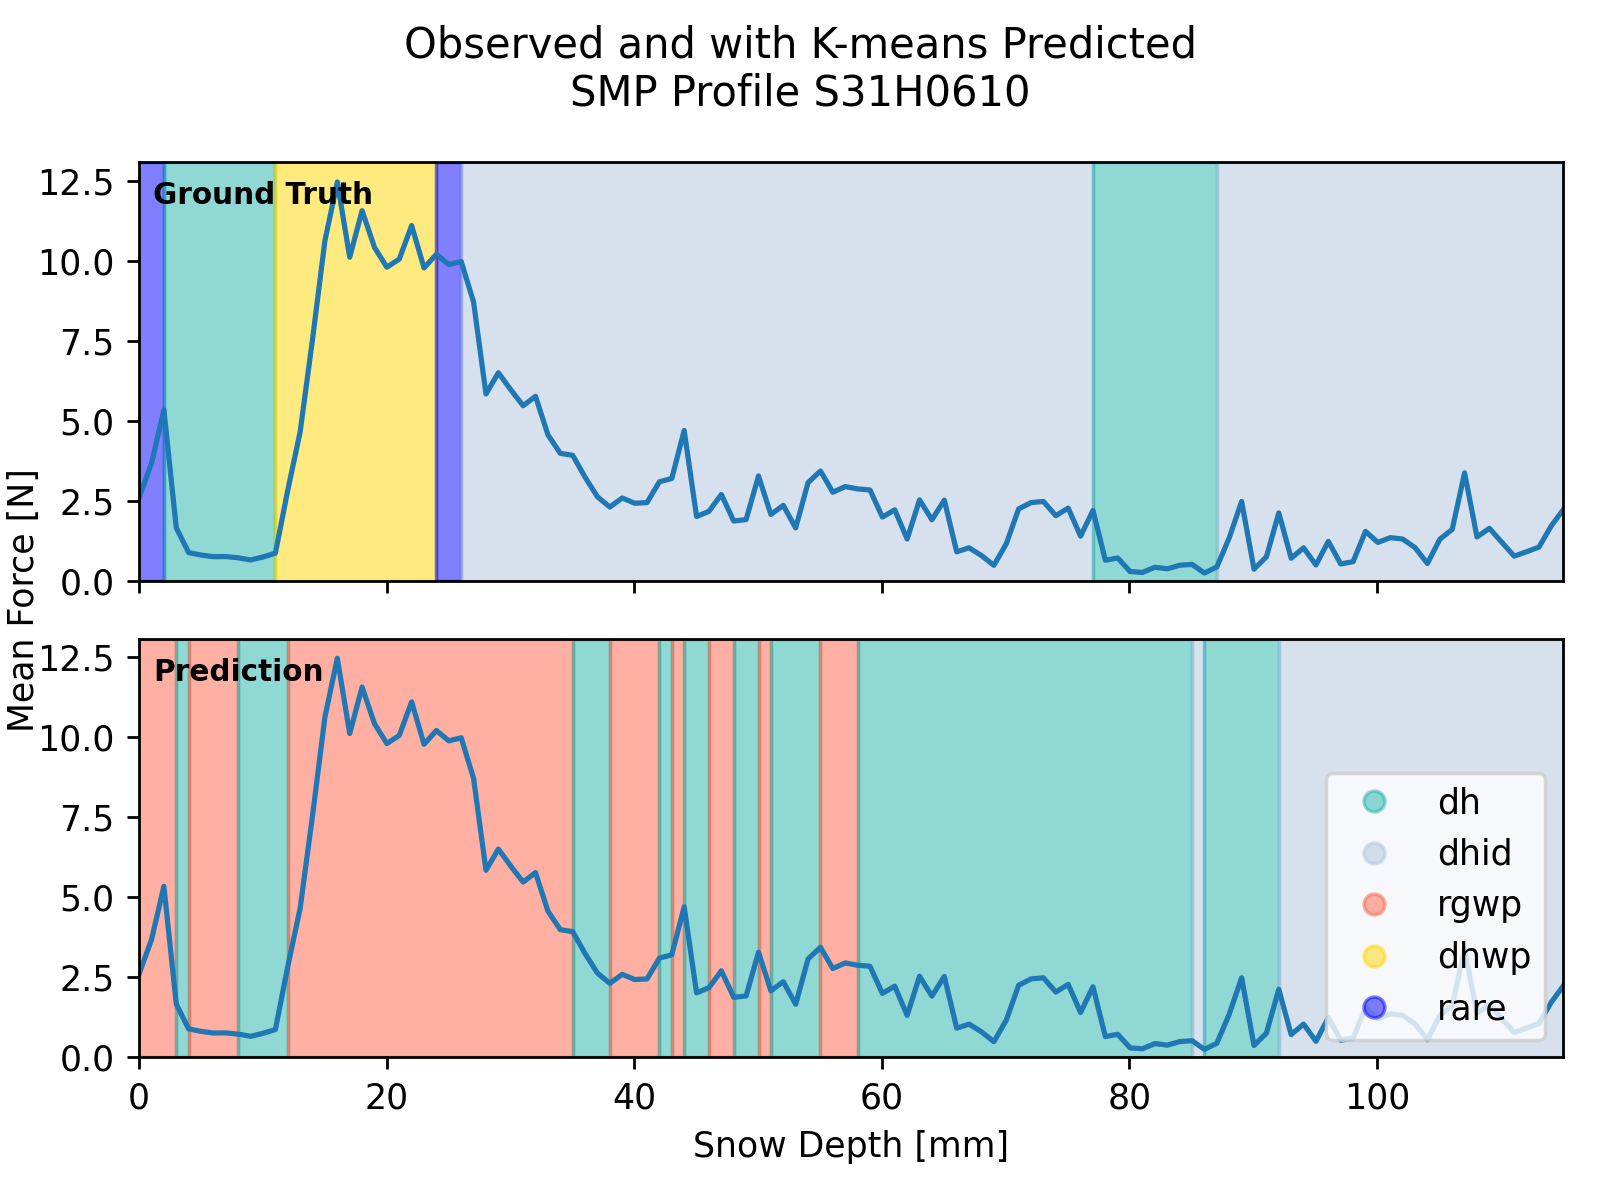 Observed and with K-means Predicted
SMP Profile S31H0610
Mean Force [N]
12.5
10.0
7.5
5.0
2.5
0.0
Ground Truth
12.5
10.0
7.5
5.0
2.5
0.0
Prediction
dh
dhid
rgwp
dhwp
rare
0 20 40 60 80 100
Snow Depth [mm]